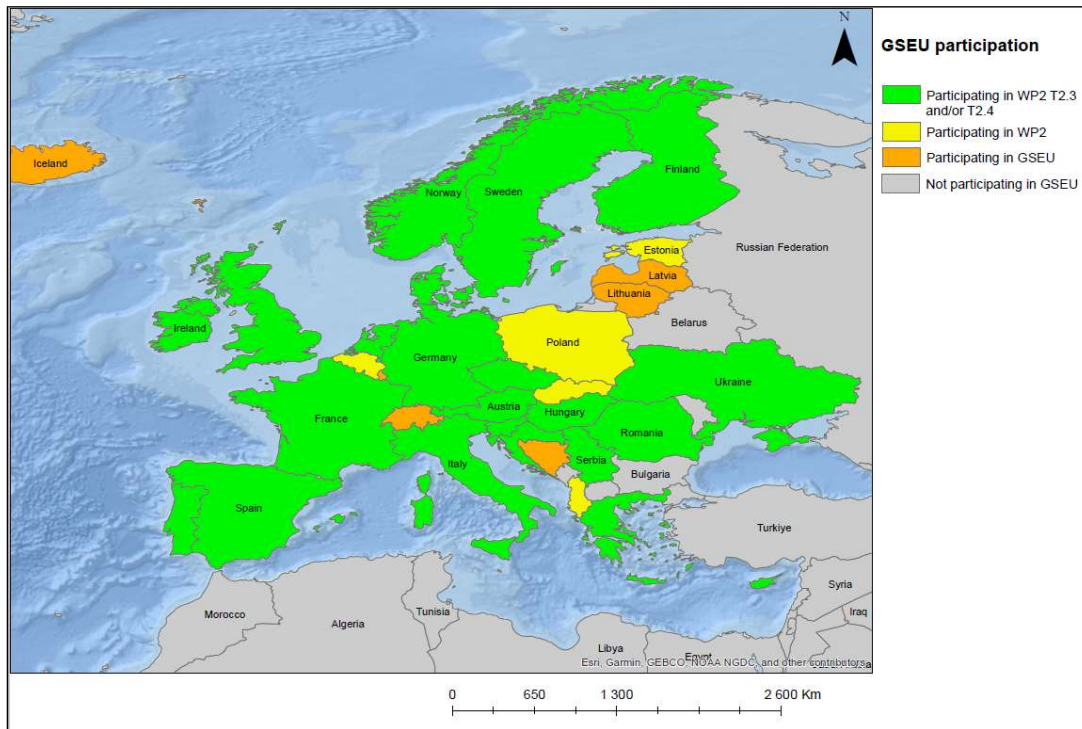 N
GSEU participation
Participating in WP2 T2.3
and/or T2.4
Participating in WP2
Participating in GSEU
Not participating in GSEU
Iceland
Norway
Sweden
Finland
Russian Federation
Estonia
Latvia
Lithuania
Belarus
Ireland
Poland
Germany
Ukraine
France
Austria
Hungary
Romania
Italy
Serbia
Bulgaria
Spain
Turkiye
Syria
Iraq
Morocco
Algeria
Tunisia
Libya
Egypt
Esri, Garmin, GEBCO, NOAA NGDC, and other contributors
0 650 1 300 2 600 Km